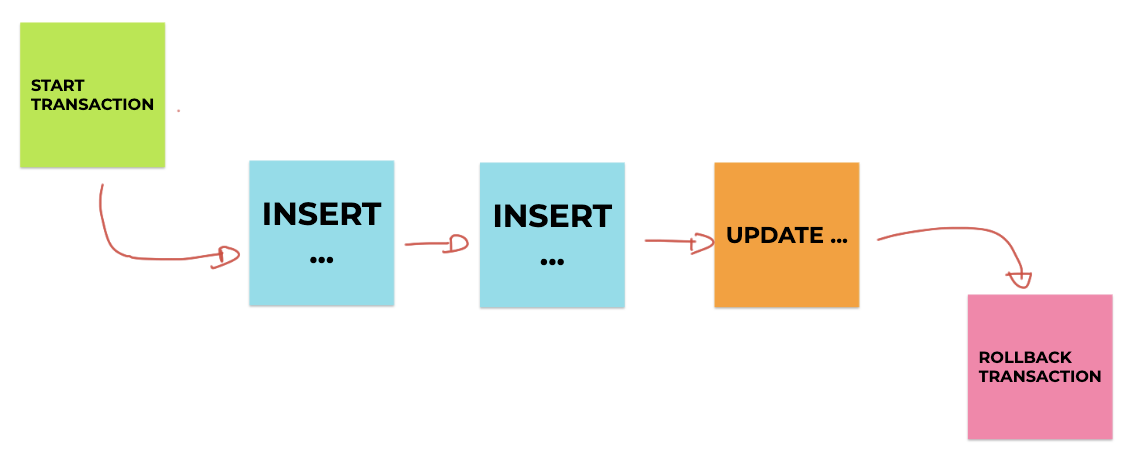 START
TRANSACTION
INSERT
...
INSERT
...
UPDATE ...
ROLLBACK
TRANSACTION